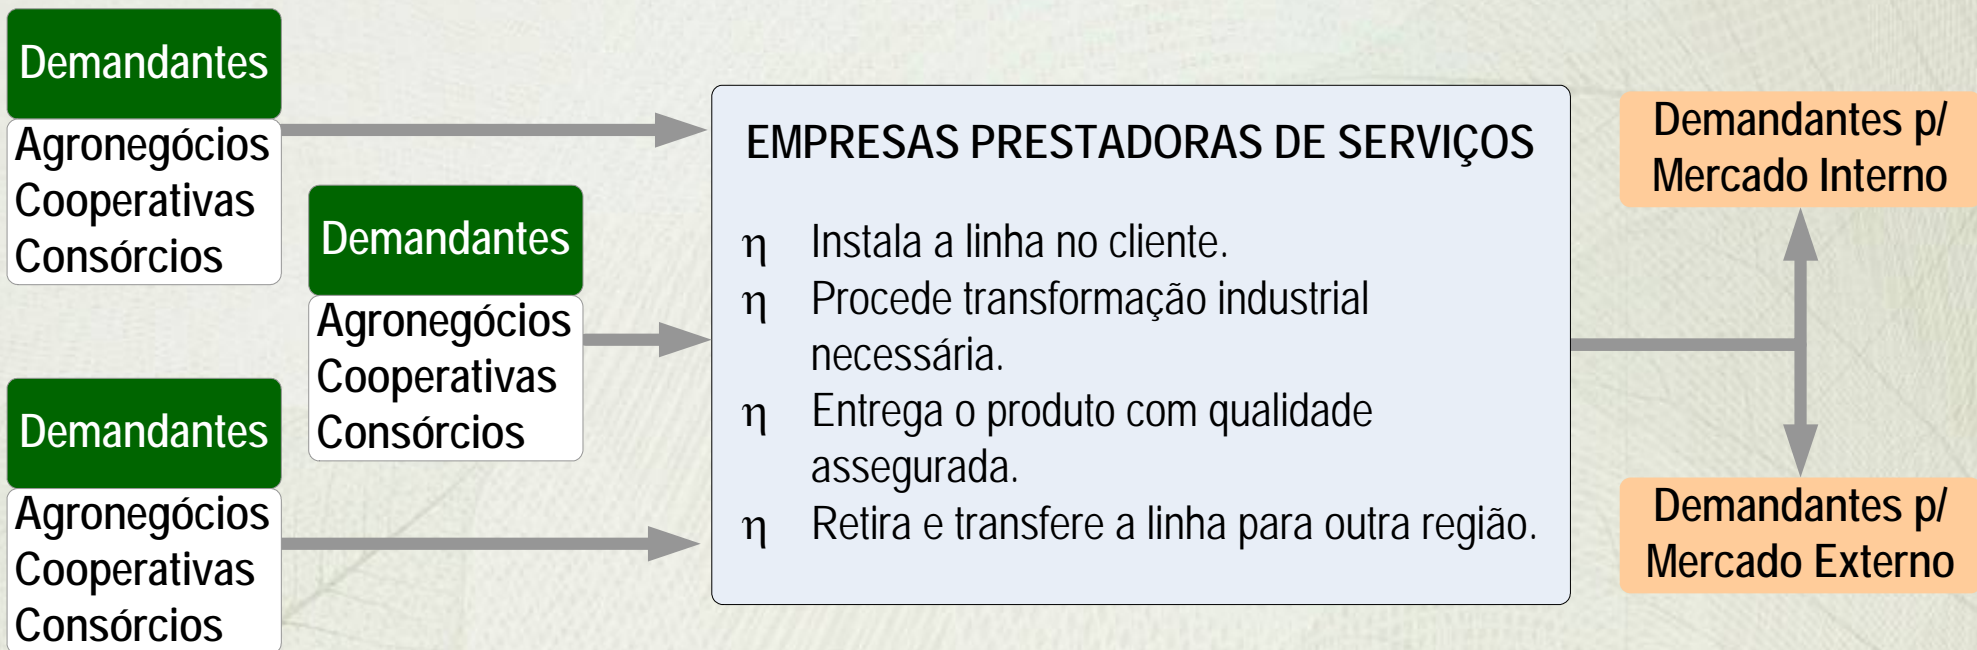 Demandantes
Agronegócios
Cooperativas
Consórcios
Demandantes
Agronegócios
Cooperativas
Consórcios
Demandantes
Agronegócios
Cooperativas
Consórcios
EMPRESAS PRESTADORAS DE SERVIÇOS
η Instala a linha no cliente.
η Procede transformação industrial
necessária.
η Entrega o produto com qualidade
assegurada.
η Retira e transfere a linha para outra região.
Demandantes p/
Mercado Interno
Demandantes p/
Mercado Externo